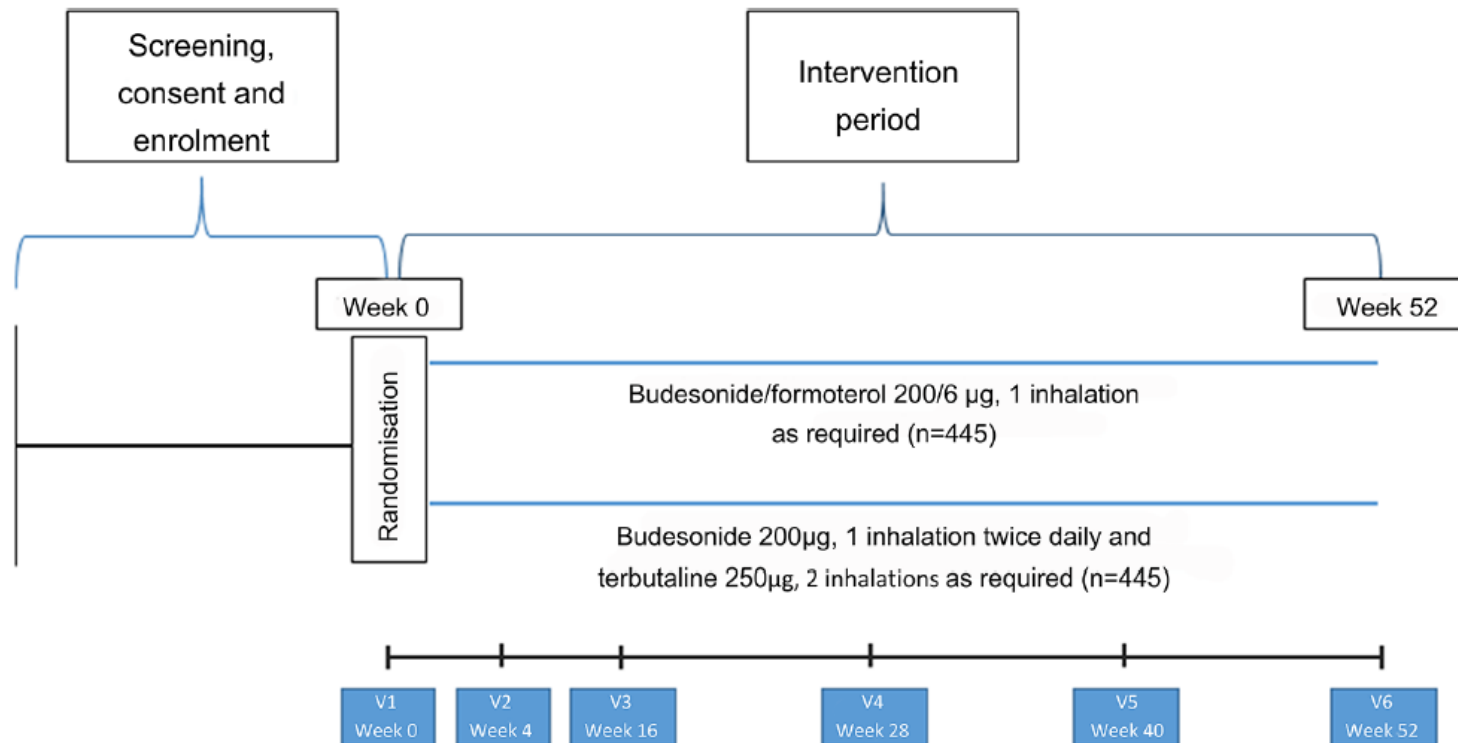 Screening,
consent and
enrolment
Intervention
period
Week 0
Week 52
Randomisation
Budesonide/formoterol 200/6 µg, 1 inhalation
as required (n=445)
Budesonide 200µg, 1 inhalation twice daily and
terbutaline 250µg, 2 inhalations as required (n=445)
V1
Week 0
V2
Week 4
V3
Week 16
V4
Week 28
V5
Week 40
V6
Week 52